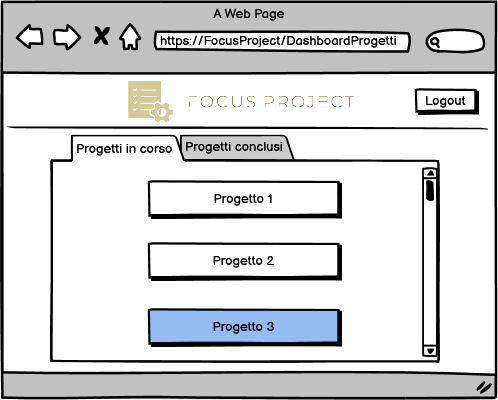 A Web Page
https://FocusProject/DashboardProgetti
FOCUS PROJECT
Logout
Progetti in corso
Progetti conclusi
Progetto 1
Progetto 2
Progetto 3